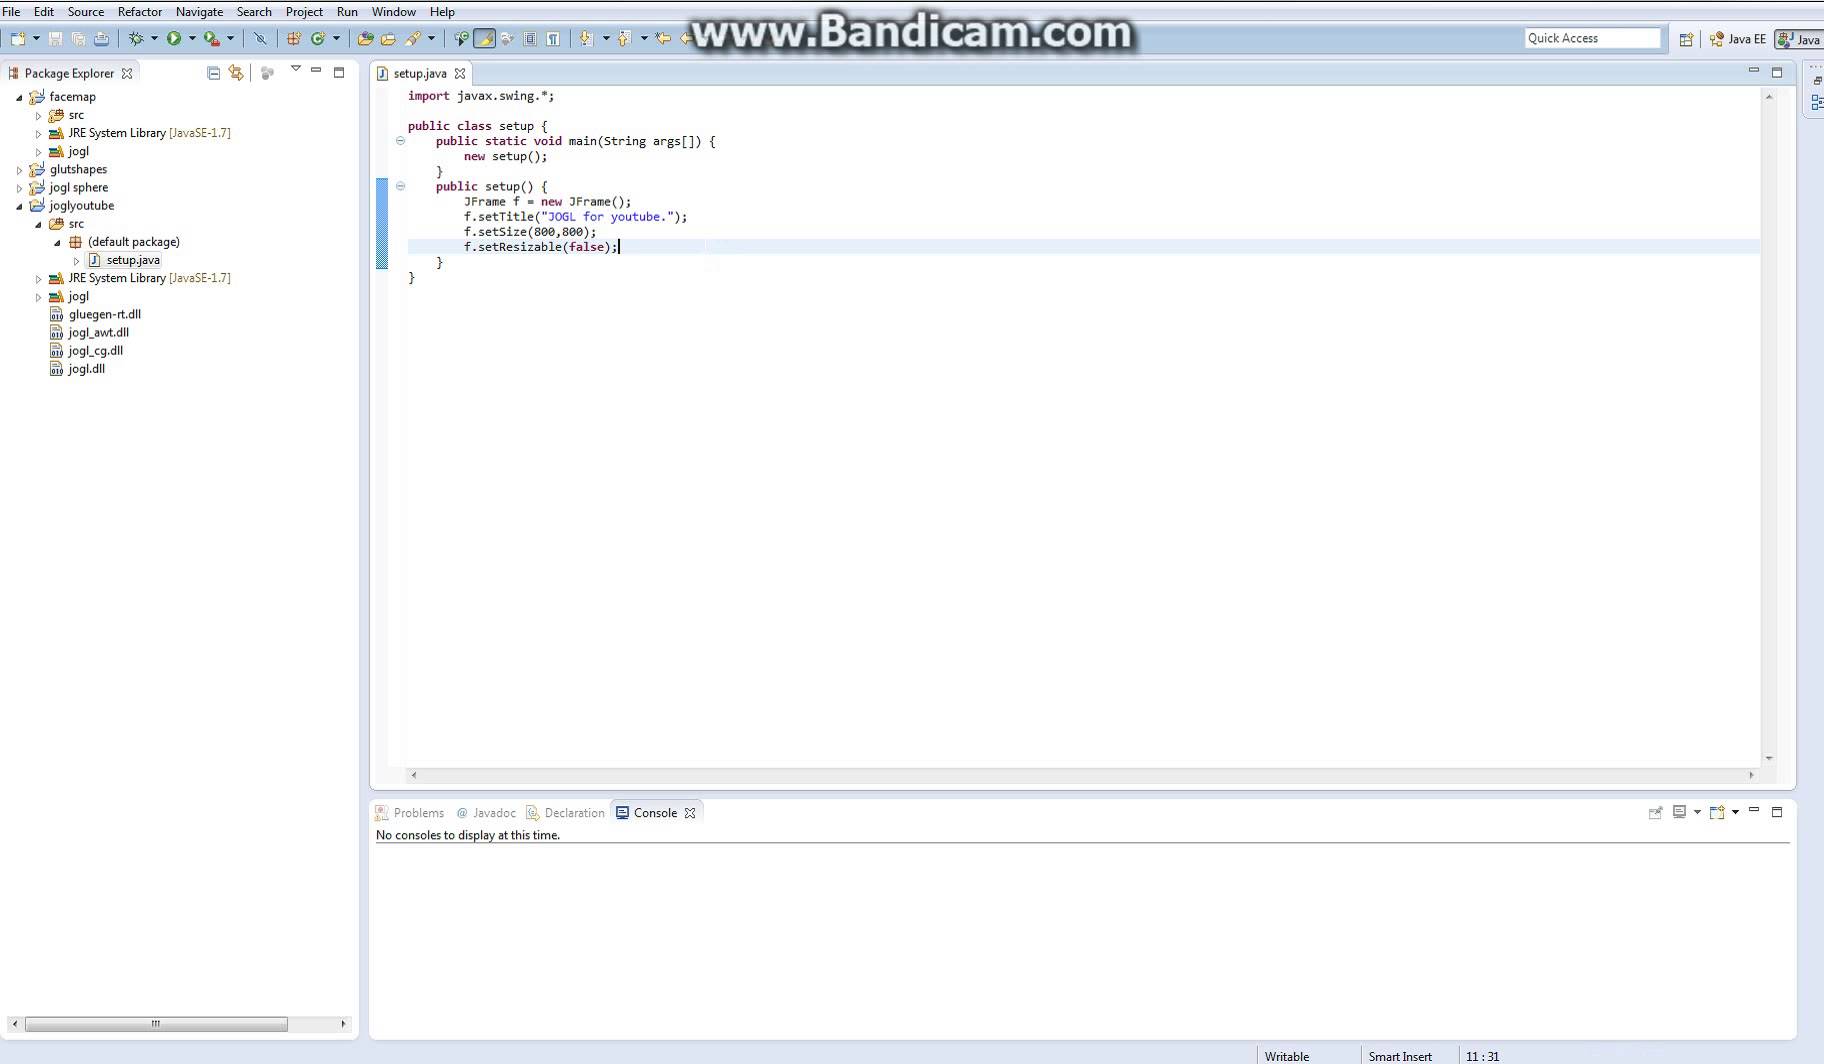 File Edit Source Refactor Navigate Search Project Run Window Help
www.Bandicam.com
Quick Access
Java EE
Java
Package Explorer
facemap
src
JRE System Library [JavaSE-1.7]
jogl
glutshapes
jogl sphere
joglyoutube
src
(default package)
setup.java
JRE System Library [JavaSE-1.7]
jogl
gluegen-rt.dll
jogl_awt.dll
jogl_cg.dll
jogl.dll
setup.java
import javax.swing.*;
public class setup {
public static void main(String args[]) {
new setup();
}
public setup() {
JFrame f = new JFrame();
f.setTitle("JOGL for youtube.");
f.setSize(800,800);
f.setResizable(false);
}
}
Problems @ Javadoc Declaration Console
No consoles to display at this time.
Writable Smart Insert 11 : 31